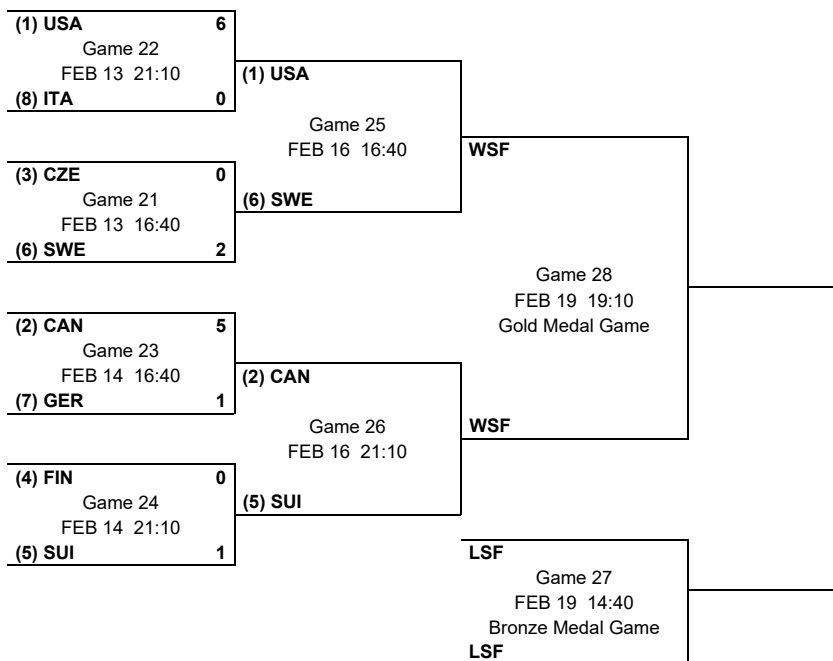 (1) USA 6
Game 22
FEB 13 21:10
(8) ITA 0
(3) CZE 0
Game 21
FEB 13 16:40
(6) SWE 2
(2) CAN 5
Game 23
FEB 14 16:40
(7) GER 1
(4) FIN 0
Game 24
FEB 14 21:10
(5) SUI 1
(1) USA
Game 25
FEB 16 16:40
(6) SWE
(2) CAN
Game 26
FEB 16 21:10
(5) SUI
WSF
Game 28
FEB 19 19:10
Gold Medal Game
WSF
LSF
Game 27
FEB 19 14:40
Bronze Medal Game
LSF